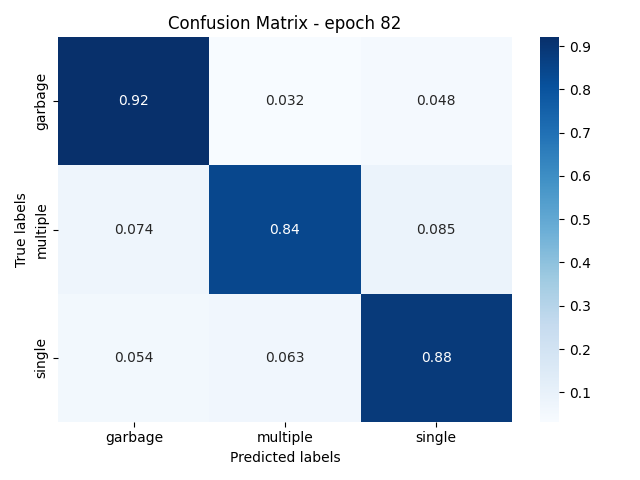 Confusion Matrix - epoch 82
True labels
garbage
multiple
single
0.92 0.032 0.048
0.074 0.84 0.085
0.054 0.063 0.88
garbage multiple single
Predicted labels
0.9
0.8
0.7
0.6
0.5
0.4
0.3
0.2
0.1